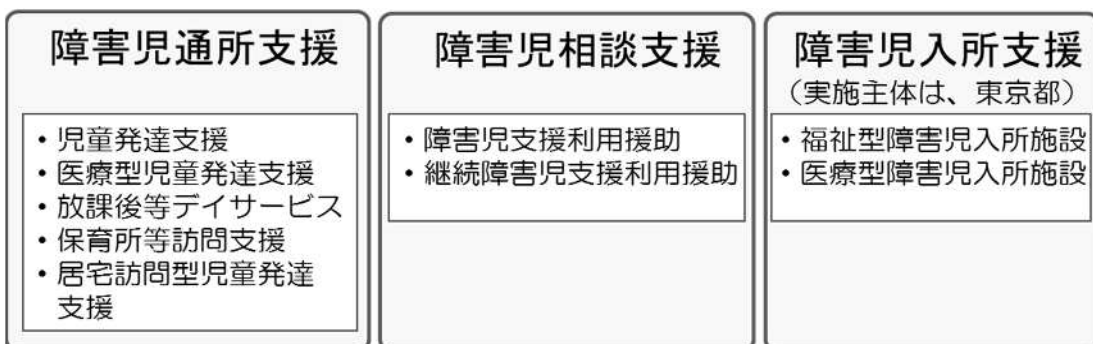 障害児通所支援
・児童発達支援
・医療型児童発達支援
・放課後等デイサービス
・保育所等訪問支援
・居宅訪問型児童発達
支援
障害児相談支援
・障害児支援利用援助
・継続障害児支援利用援助
障害児入所支援
（実施主体は、東京都）
・福祉型障害児入所施設
・医療型障害児入所施設